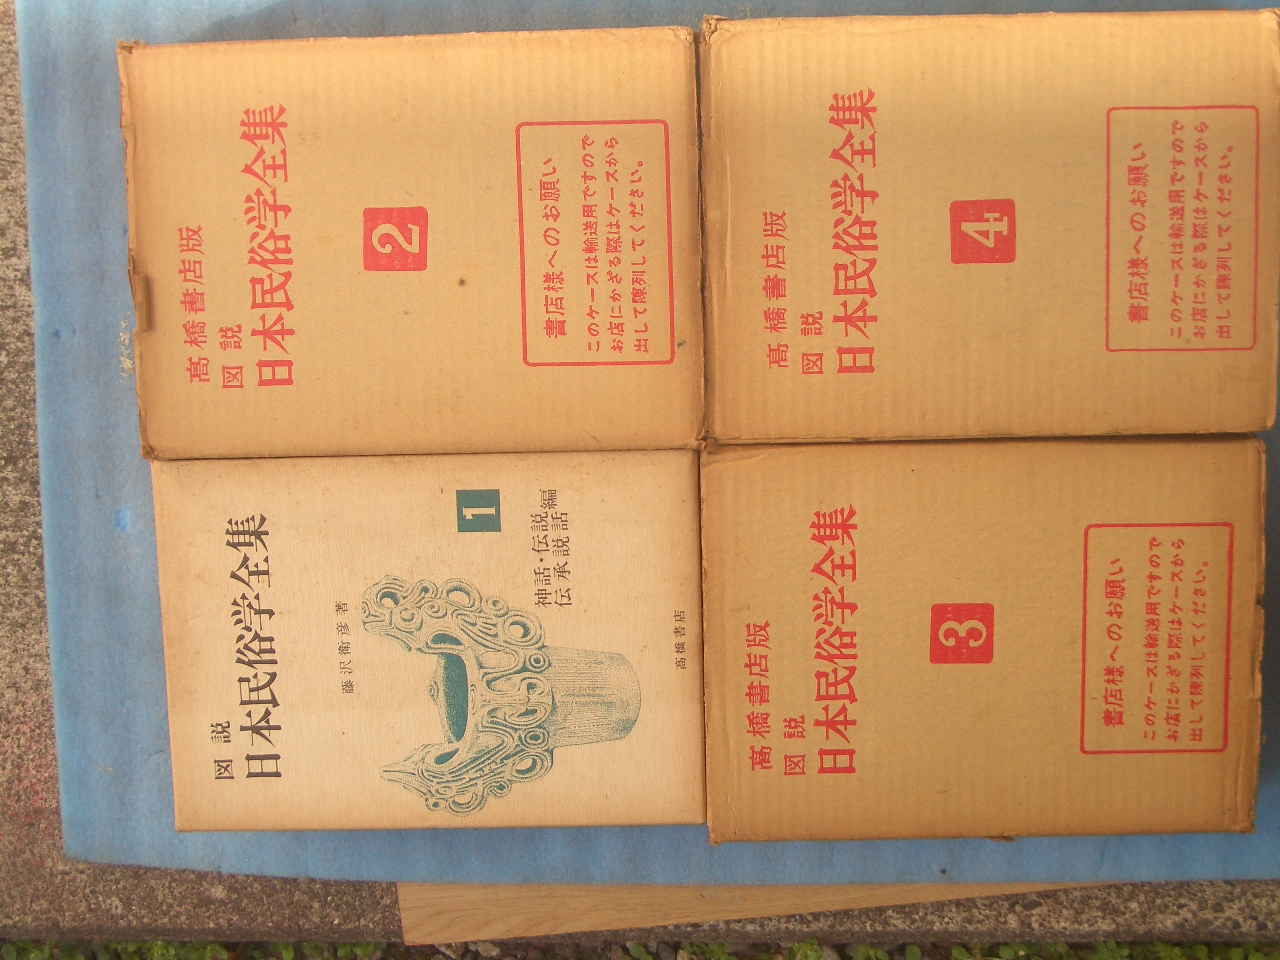 図説
日本民俗学全集
藤沢衛彦著
1
神話・伝説
伝承説話編
高橋書店
髙橋書店版
図説
日本民俗学全集
2
書店様へのお願い
このケースは輸送用ですので
お店にかざる際はケースから
出して陳列してください。
髙橋書店版
図説
日本民俗学全集
3
書店様へのお願い
このケースは輸送用ですので
お店にかざる際はケースから
出して陳列してください。
髙橋書店版
図説
日本民俗学全集
4
書店様へのお願い
このケースは輸送用ですので
お店にかざる際はケースから
出して陳列してください。